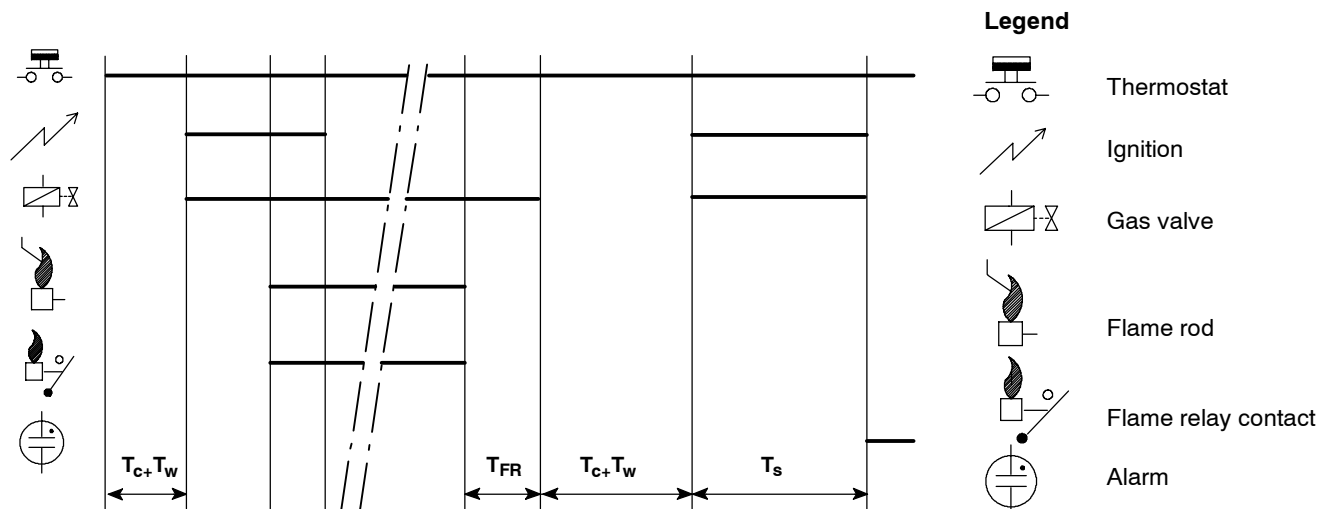 Legend
Thermostat
Ignition
Gas valve
Flame rod
Flame relay contact
Alarm
Tc+Tw
TFR
Tc+Tw
Ts